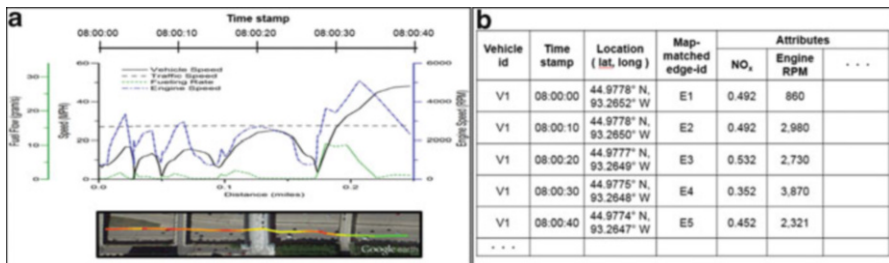 a
Time stamp
08:00:00 08:00:10 08:00:20 08:00:30 08:00:40
Vehicle Speed
Traffic Speed
Fueling Rate
Engine Speed
Fuel Flow (grams)
30
20
10
0
Speed (MPH)
60
40
20
0
Engine Speed (RPM)
6000
4000
2000
0
0.0 0.1 0.2
Distance (miles)
Google earth
b
Vehicle id Time stamp Location (lat, long) Map-matched edge-id Attributes
NOx Engine RPM . . .
V1 08:00:00 44.9778° N, 93.2652° W E1 0.492 860
V1 08:00:10 44.9778° N, 93.2650° W E2 0.492 2,980
V1 08:00:20 44.9777° N, 93.2649° W E3 0.532 2,730
V1 08:00:30 44.9775° N, 93.2648° W E4 0.352 3,870
V1 08:00:40 44.9774° N, 93.2647° W E5 0.452 2,321
. . .